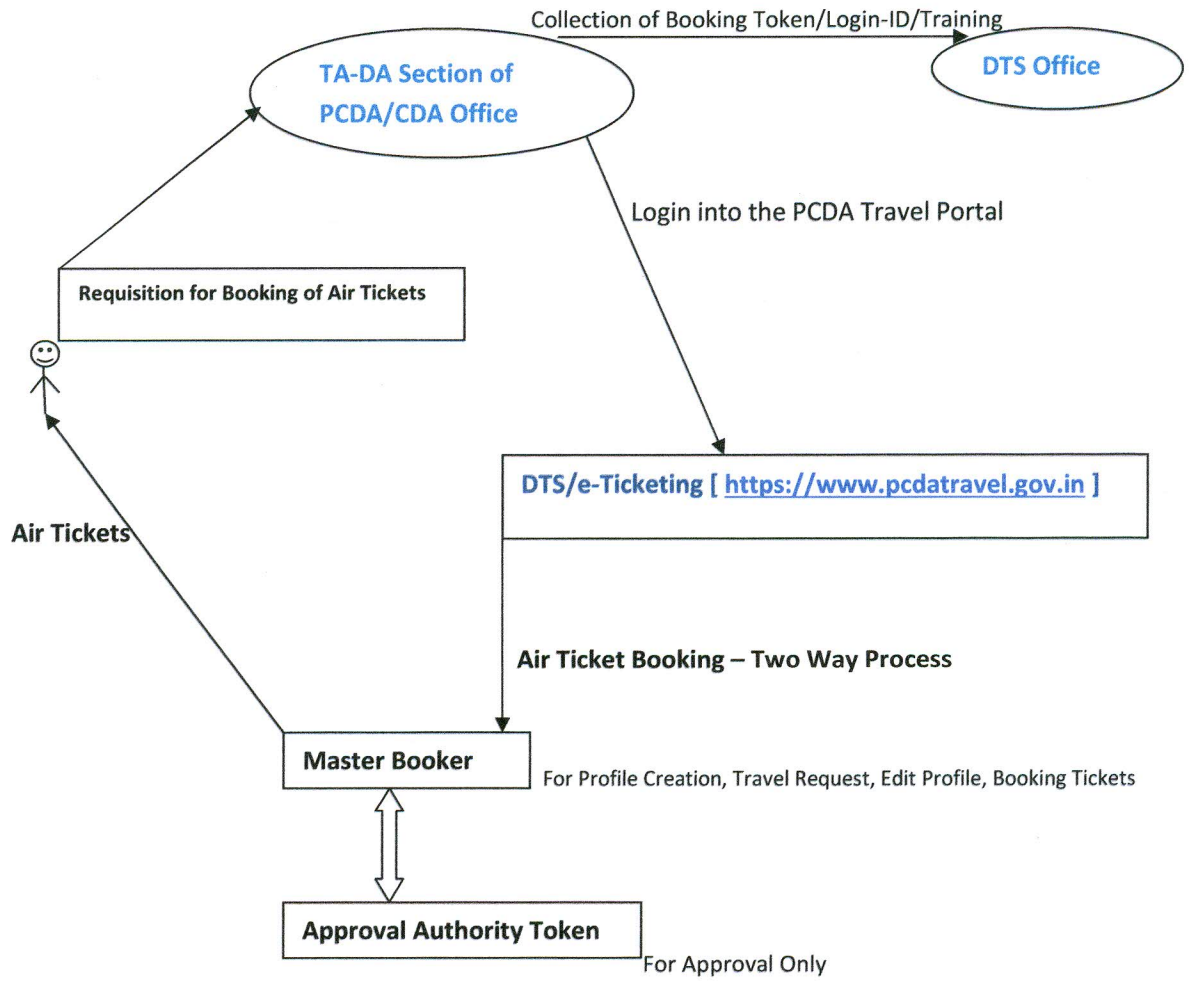 Collection of Booking Token/Login-ID/Training
TA-DA Section of
PCDA/CDA Office
DTS Office
Login into the PCDA Travel Portal
Requisition for Booking of Air Tickets
DTS/e-Ticketing [ https://www.pcdatravel.gov.in ]
Air Tickets
Air Ticket Booking – Two Way Process
Master Booker
For Profile Creation, Travel Request, Edit Profile, Booking Tickets
Approval Authority Token
For Approval Only